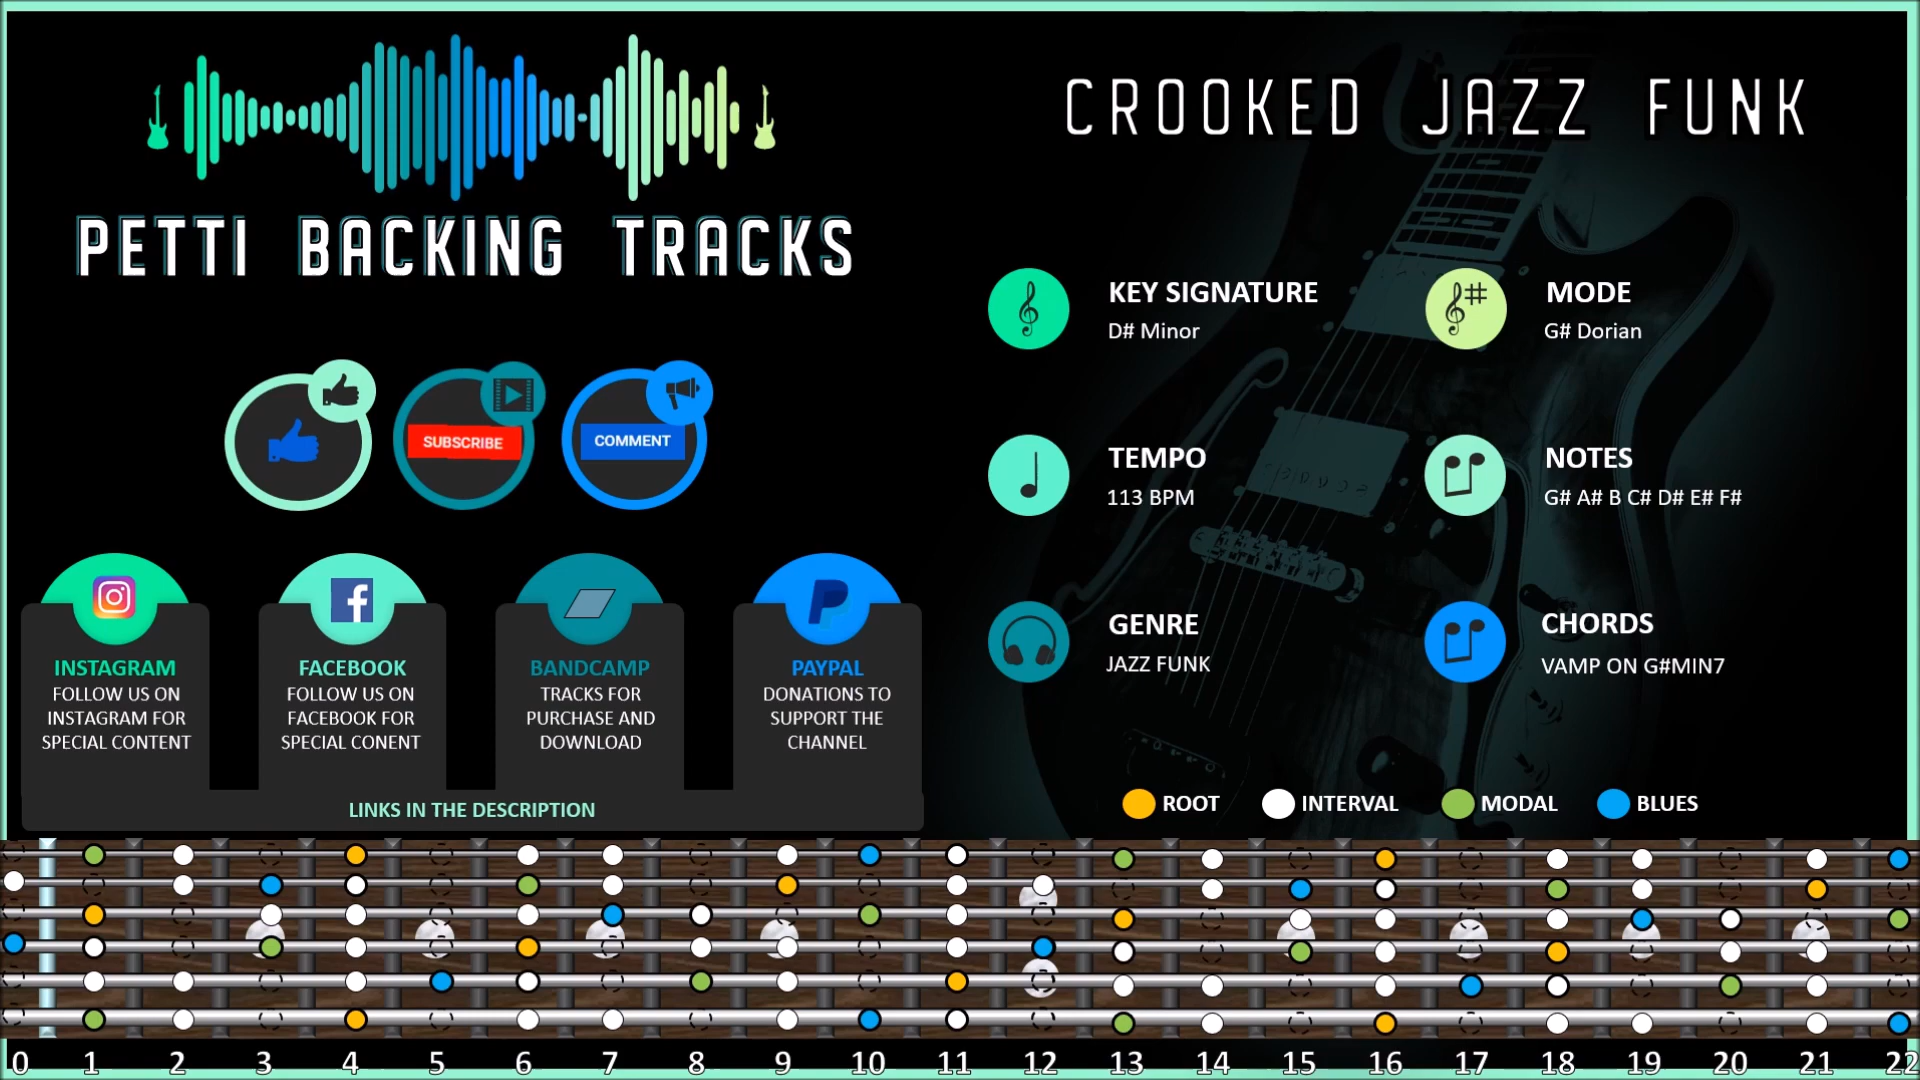 PETTI BACKING TRACKS
CROOKED JAZZ FUNK
KEY SIGNATURE
D# Minor
MODE
G# Dorian
TEMPO
113 BPM
NOTES
G# A# B C# D# E# F#
GENRE
JAZZ FUNK
CHORDS
VAMP ON G#MIN7
SUBSCRIBE
COMMENT
INSTAGRAM
FOLLOW US ON
INSTAGRAM FOR
SPECIAL CONTENT
FACEBOOK
FOLLOW US ON
FACEBOOK FOR
SPECIAL CONENT
BANDCAMP
TRACKS FOR
PURCHASE AND
DOWNLOAD
PAYPAL
DONATIONS TO
SUPPORT THE
CHANNEL
LINKS IN THE DESCRIPTION
ROOT INTERVAL MODAL BLUES
0 1 2 3 4 5 6 7 8 9 10 11 12 13 14 15 16 17 18 19 20 21 22